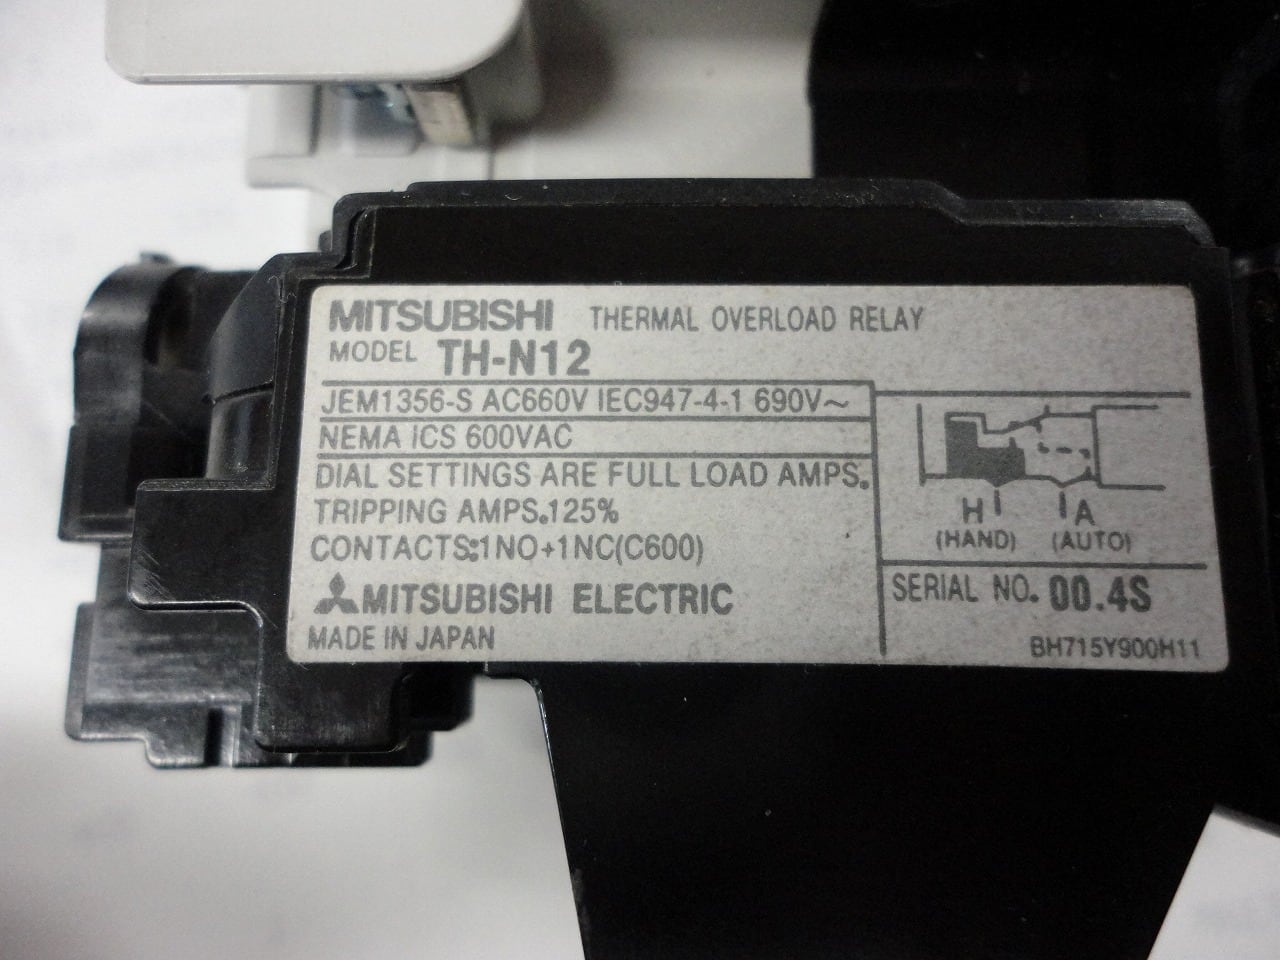 MITSUBISHI THERMAL OVERLOAD RELAY
MODEL TH-N12
JEM1356-S AC660V IEC947-4-1 690V~
NEMA ICS 600VAC
DIAL SETTINGS ARE FULL LOAD AMPS.
TRIPPING AMPS.125%
CONTACTS:1NO+1NC(C600)
MITSUBISHI ELECTRIC
MADE IN JAPAN
H A
(HAND) (AUTO)
SERIAL NO. 00.4S
BH715Y900H11